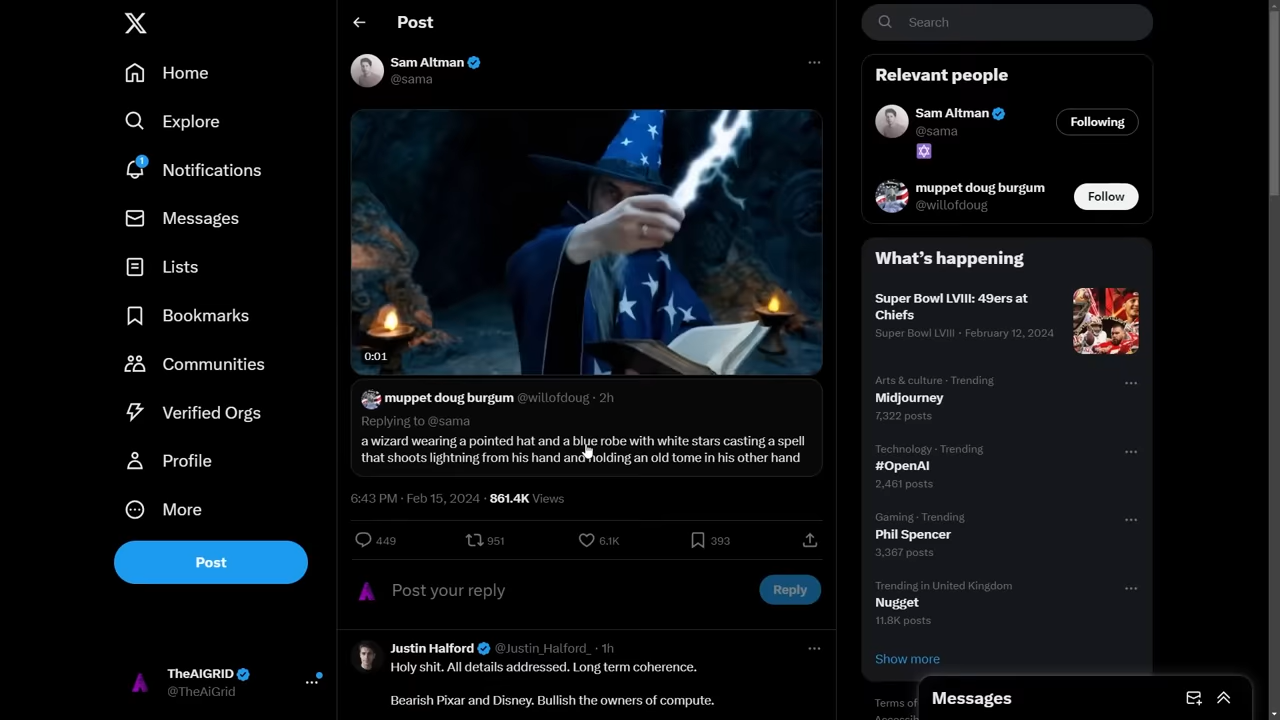 Home
Explore
1
Notifications
Messages
Lists
Bookmarks
Communities
Verified Orgs
Profile
More
Post
TheAIGRID
@TheAiGrid
Post
Sam Altman
@sama
0:01
muppet doug burgum @willofdoug · 2h
Replying to @sama
a wizard wearing a pointed hat and a blue robe with white stars casting a spell
that shoots lightning from his hand and holding an old tome in his other hand
6:43 PM · Feb 15, 2024 · 861.4K Views
449
951
6.1K
393
Post your reply
Reply
Justin Halford @Justin_Halford_ · 1h
Holy shit. All details addressed. Long term coherence.
Bearish Pixar and Disney. Bullish the owners of compute.
Search
Relevant people
Sam Altman
@sama
Following
muppet doug burgum
@willofdoug
Follow
What's happening
Super Bowl LVIII: 49ers at
Chiefs
Super Bowl LVIII · February 12, 2024
Arts & culture · Trending
Midjourney
7,322 posts
Technology · Trending
#OpenAI
2,461 posts
Gaming · Trending
Phil Spencer
3,367 posts
Trending in United Kingdom
Nugget
11.8K posts
Show more
Terms of
Messages